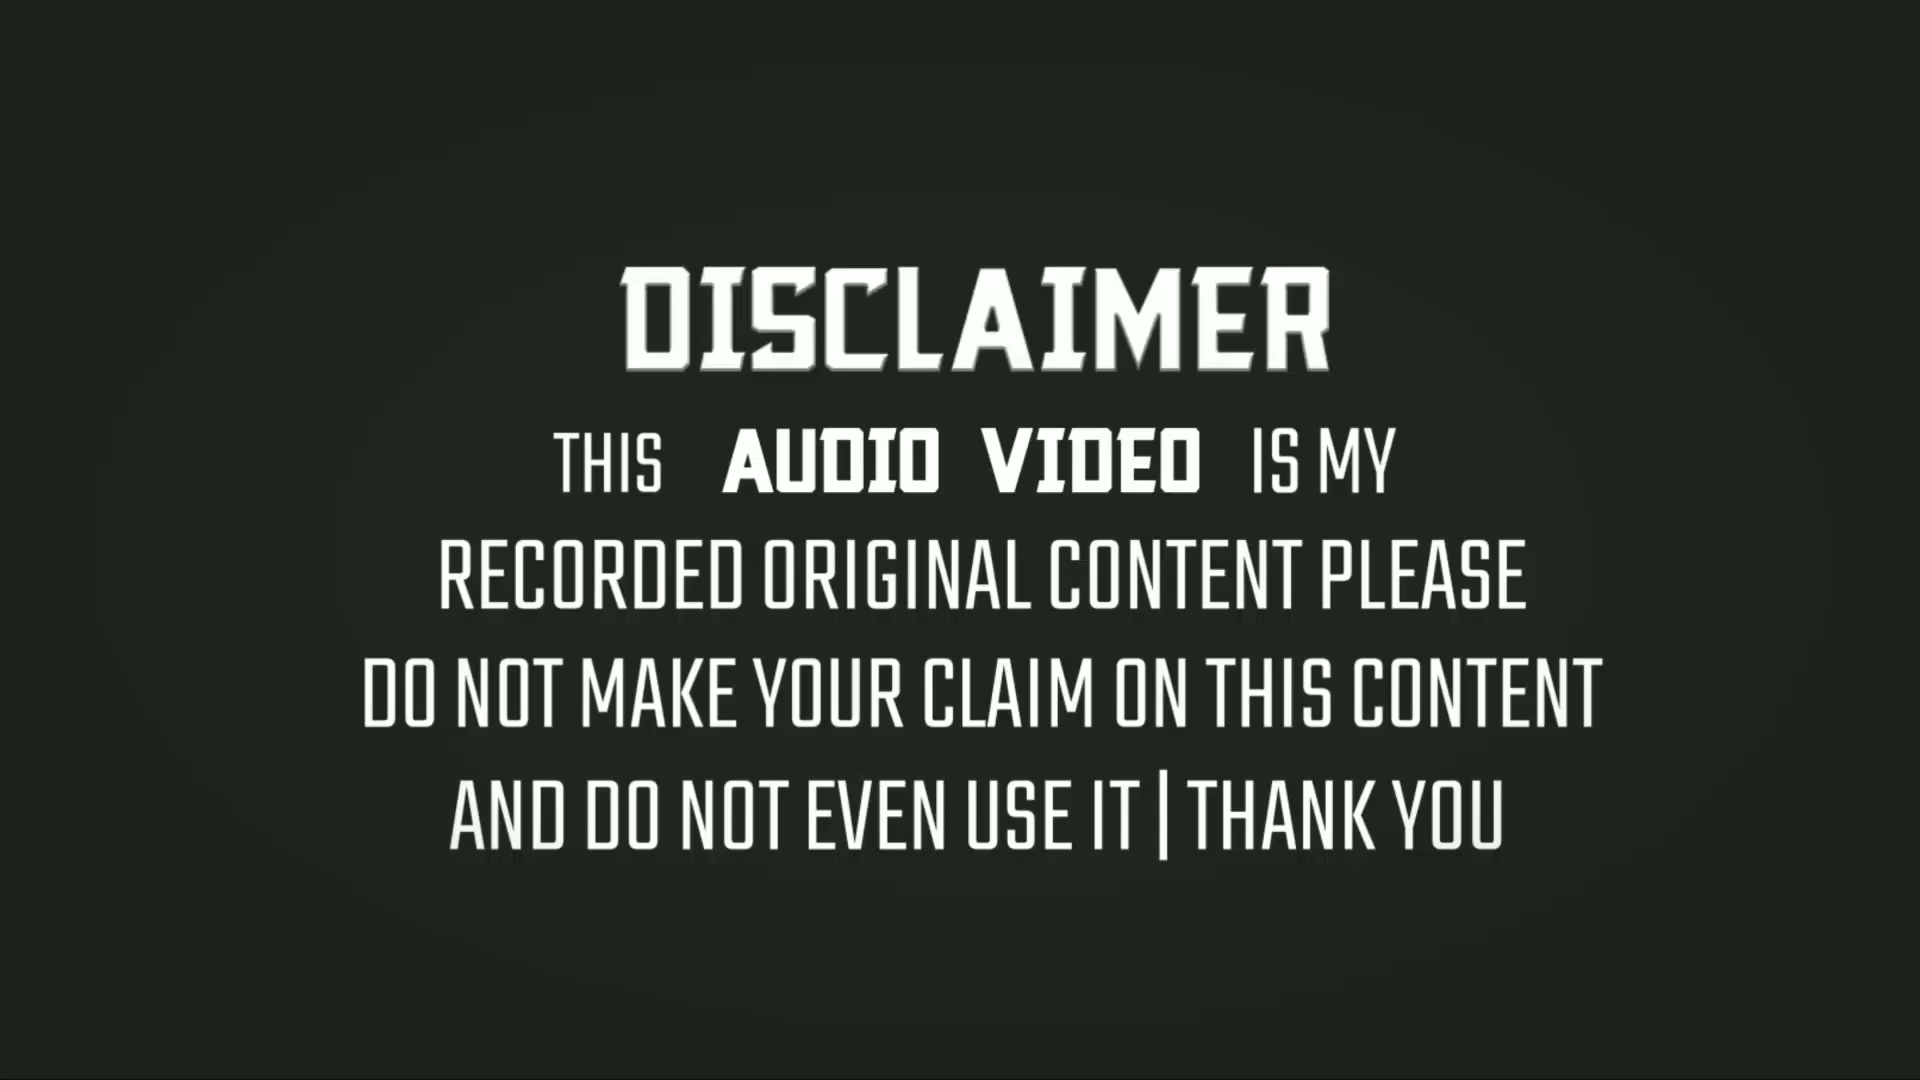 DISCLAIMER
THIS AUDIO VIDEO IS MY
RECORDED ORIGINAL CONTENT PLEASE
DO NOT MAKE YOUR CLAIM ON THIS CONTENT
AND DO NOT EVEN USE IT | THANK YOU